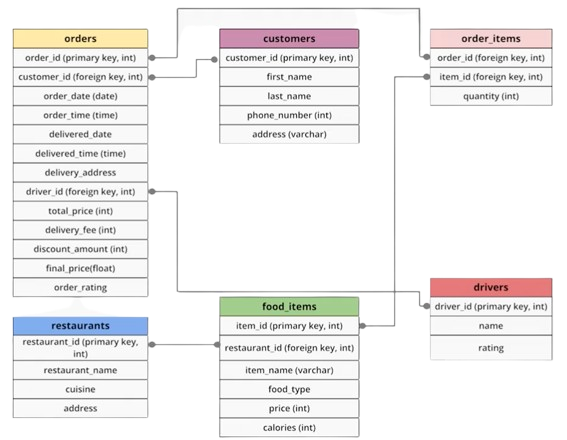 orders
order_id (primary key, int)
customer_id (foreign key, int)
order_date (date)
order_time (time)
delivered_date
delivered_time (time)
delivery_address
driver_id (foreign key, int)
total_price (int)
delivery_fee (int)
discount_amount (int)
final_price(float)
order_rating
customers
customer_id (primary key, int)
first_name
last_name
phone_number (int)
address (varchar)
order_items
order_id (foreign key, int)
item_id (foreign key, int)
quantity (int)
restaurants
restaurant_id (primary key,
int)
restaurant_name
cuisine
address
food_items
item_id (primary key, int)
restaurant_id (foreign key, int)
item_name (varchar)
food_type
price (int)
calories (int)
drivers
driver_id (primary key, int)
name
rating